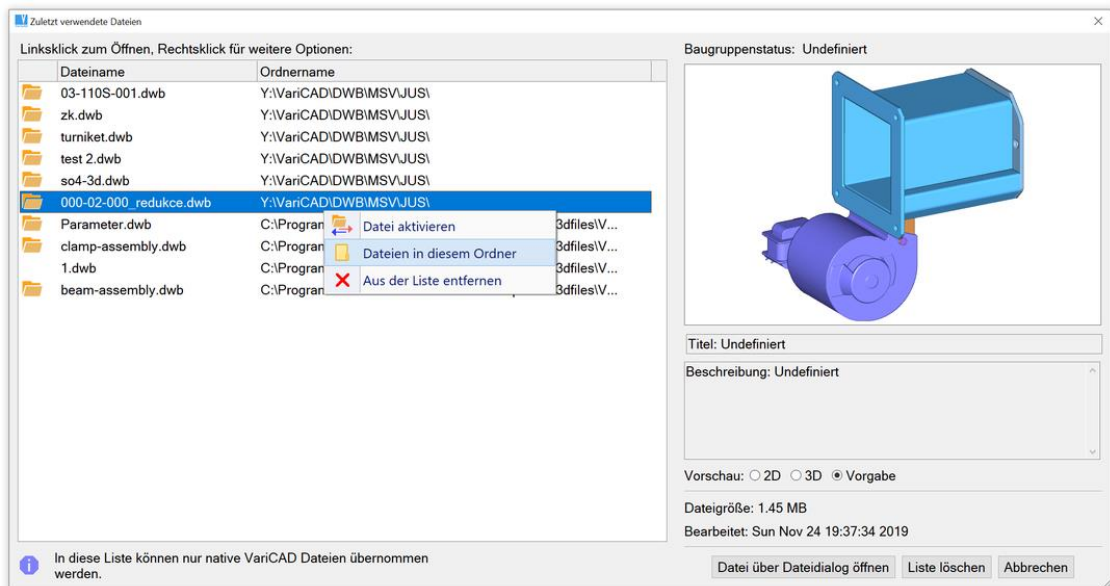 Zuletzt verwendete Dateien
Linksklick zum Öffnen, Rechtsklick für weitere Optionen:
Dateiname Ordnername
03-110S-001.dwb Y:\VariCAD\DWB\MSV\JUS\
zk.dwb Y:\VariCAD\DWB\MSV\JUS\
turniket.dwb Y:\VariCAD\DWB\MSV\JUS\
test 2.dwb Y:\VariCAD\DWB\MSV\JUS\
so4-3d.dwb Y:\VariCAD\DWB\MSV\JUS\
000-02-000_redukce.dwb Y:\VariCAD\DWB\MSV\JUS\
Parameter.dwb C:\Progran 3dfiles\V...
clamp-assembly.dwb C:\Progran 3dfiles\V...
1.dwb C:\Progran 3dfiles\V...
beam-assembly.dwb C:\Progran 3dfiles\V...
Datei aktivieren
Dateien in diesem Ordner
Aus der Liste entfernen
In diese Liste können nur native VariCAD Dateien übernommen
werden.
Baugruppenstatus: Undefiniert
Titel: Undefiniert
Beschreibung: Undefiniert
Vorschau: 2D 3D Vorgabe
Dateigröße: 1.45 MB
Bearbeitet: Sun Nov 24 19:37:34 2019
Datei über Dateidialog öffnen Liste löschen Abbrechen